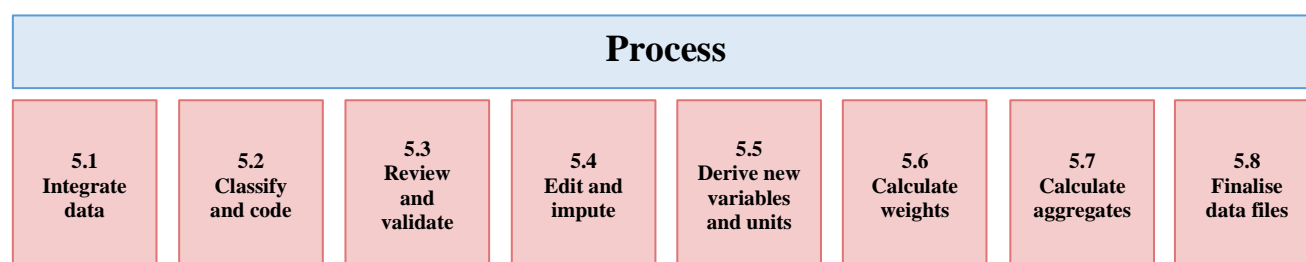 Process
5.1
Integrate
data
5.2
Classify
and code
5.3
Review
and
validate
5.4
Edit and
impute
5.5
Derive new
variables
and units
5.6
Calculate
weights
5.7
Calculate
aggregates
5.8
Finalise
data files